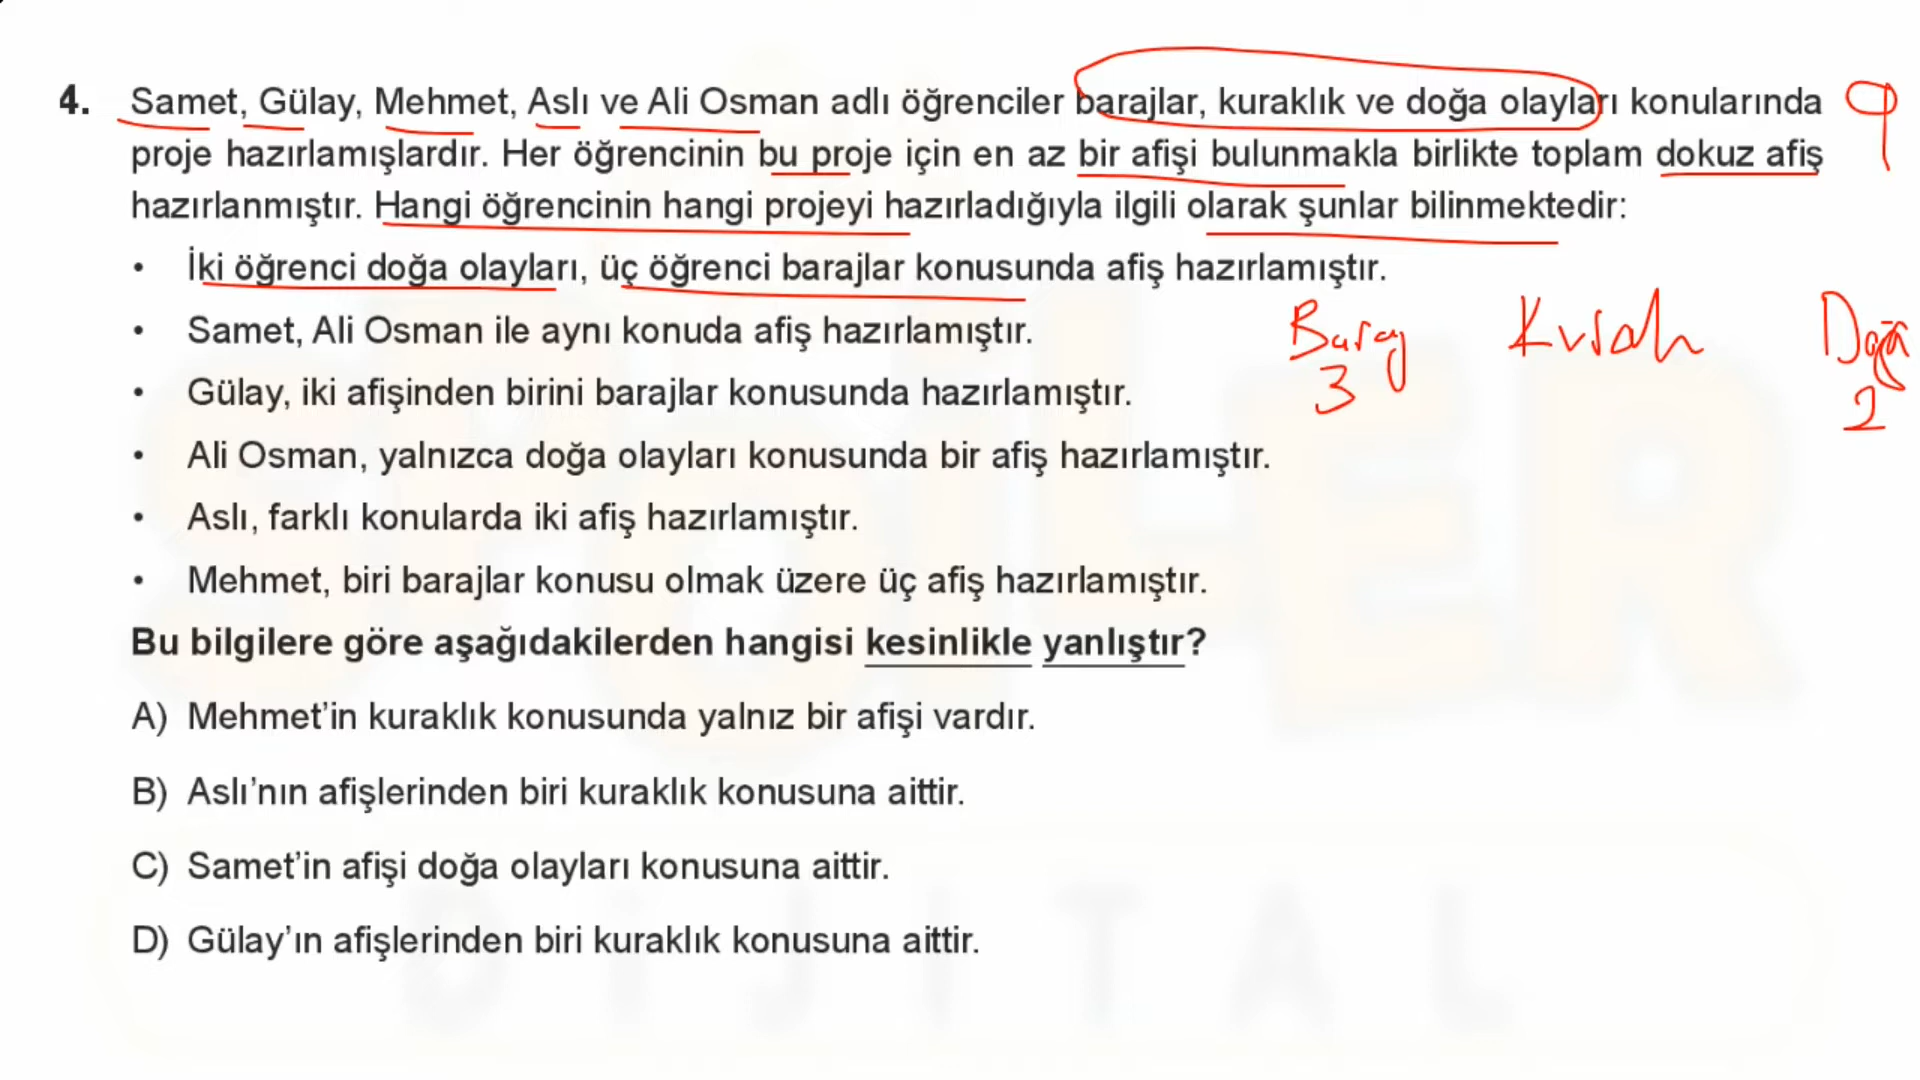 4. Samet, Gülay, Mehmet, Aslı ve Ali Osman adlı öğrenciler barajlar, kuraklık ve doğa olayları konularında 9
proje hazırlamışlardır. Her öğrencinin bu proje için en az bir afişi bulunmakla birlikte toplam dokuz afiş
hazırlanmıştır. Hangi öğrencinin hangi projeyi hazırladığıyla ilgili olarak şunlar bilinmektedir:
• İki öğrenci doğa olayları, üç öğrenci barajlar konusunda afiş hazırlamıştır.
• Samet, Ali Osman ile aynı konuda afiş hazırlamıştır.
Baraj Doğa
3 2
• Gülay, iki afişinden birini barajlar konusunda hazırlamıştır.
• Ali Osman, yalnızca doğa olayları konusunda bir afiş hazırlamıştır.
• Aslı, farklı konularda iki afiş hazırlamıştır.
• Mehmet, biri barajlar konusu olmak üzere üç afiş hazırlamıştır.
Bu bilgilere göre aşağıdakilerden hangisi kesinlikle yanlıştır?
A) Mehmet’in kuraklık konusunda yalnız bir afişi vardır.
B) Aslı’nın afişlerinden biri kuraklık konusuna aittir.
C) Samet’in afişi doğa olayları konusuna aittir.
D) Gülay’ın afişlerinden biri kuraklık konusuna aittir.
DİJİTAL